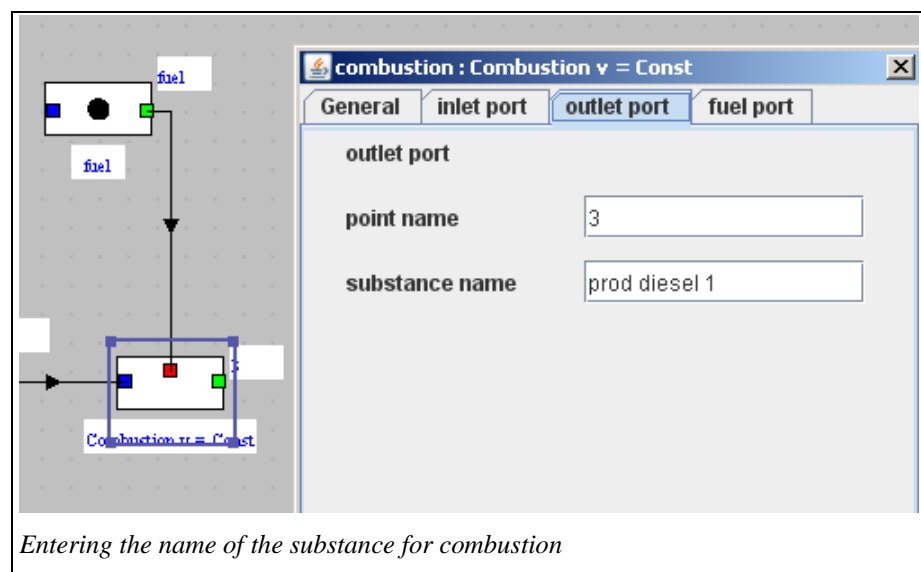 fuel
fuel
combustion : Combustion v = Const
General inlet port outlet port fuel port
outlet port
point name 3
substance name prod diesel 1
3
Combustion v = Const
Entering the name of the substance for combustion